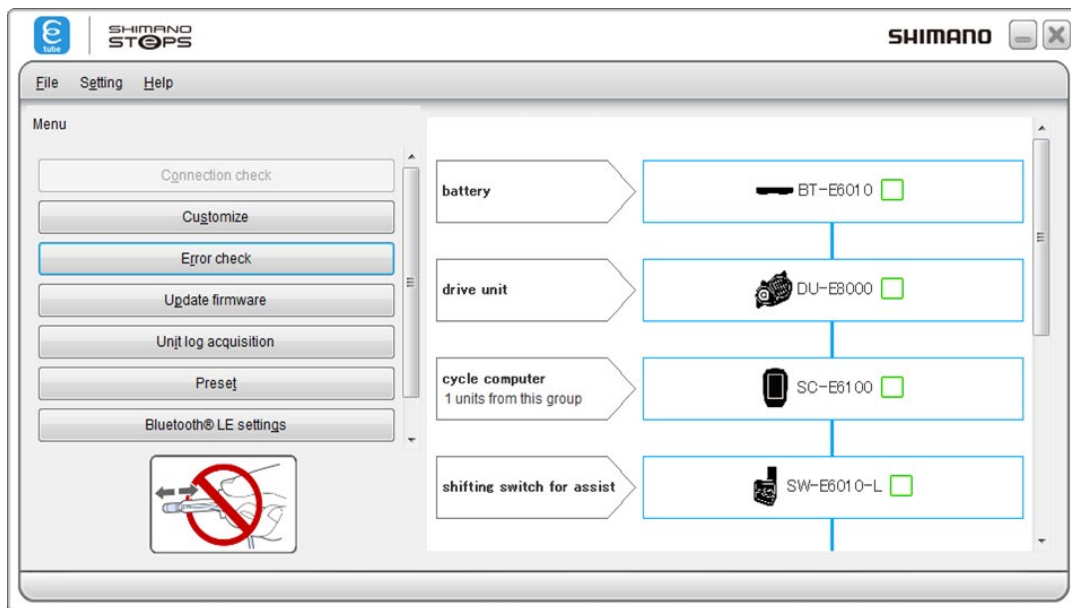 e
tube
SHIMANO
STePS
SHIMANO
File Setting Help
Menu
Connection check
Customize
Error check
Update firmware
Unit log acquisition
Preset
Bluetooth® LE settings
battery
BT-E6010
drive unit
DU-E8000
cycle computer
1 units from this group
SC-E6100
shifting switch for assist
SW-E6010-L